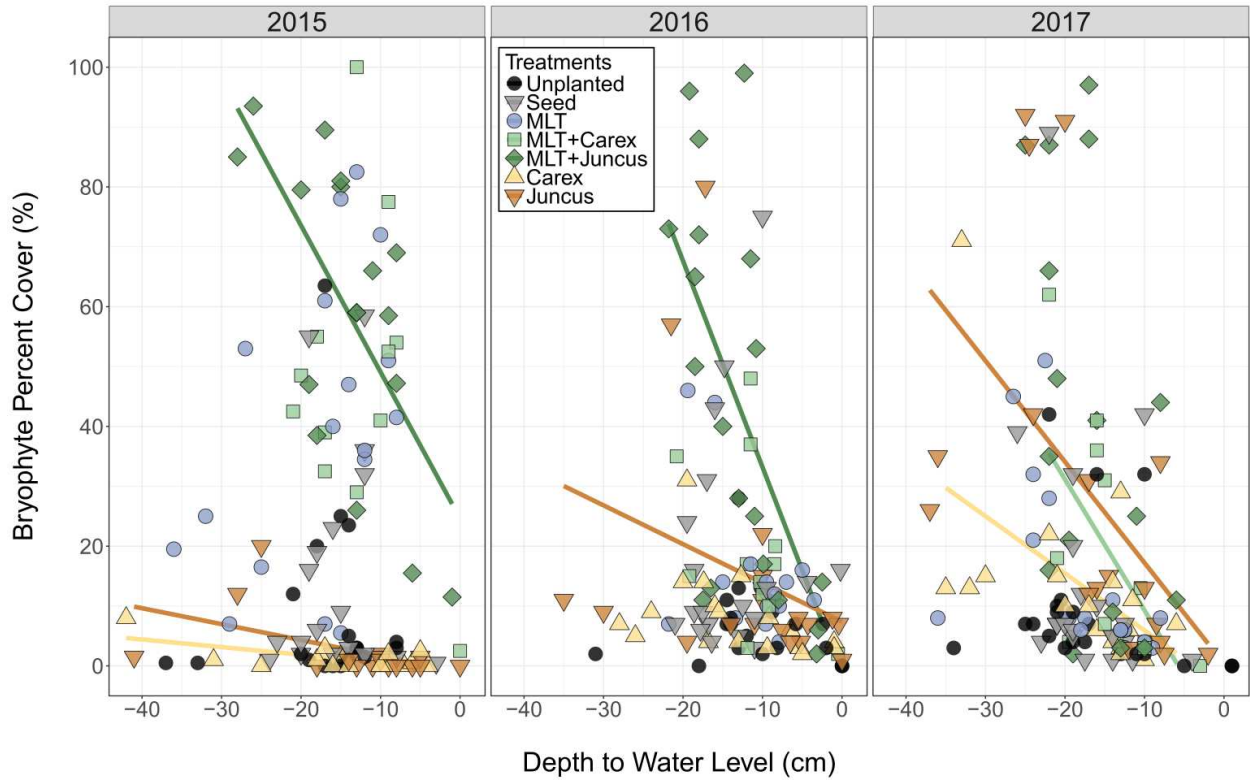 2015
2016
2017
Bryophyte Percent Cover (%)
100
80
60
40
20
0
Treatments
Unplanted
Seed
MLT
MLT+Carex
MLT+Juncus
Carex
Juncus
−40 −30 −20 −10 0
−40 −30 −20 −10 0
−40 −30 −20 −10 0
Depth to Water Level (cm)